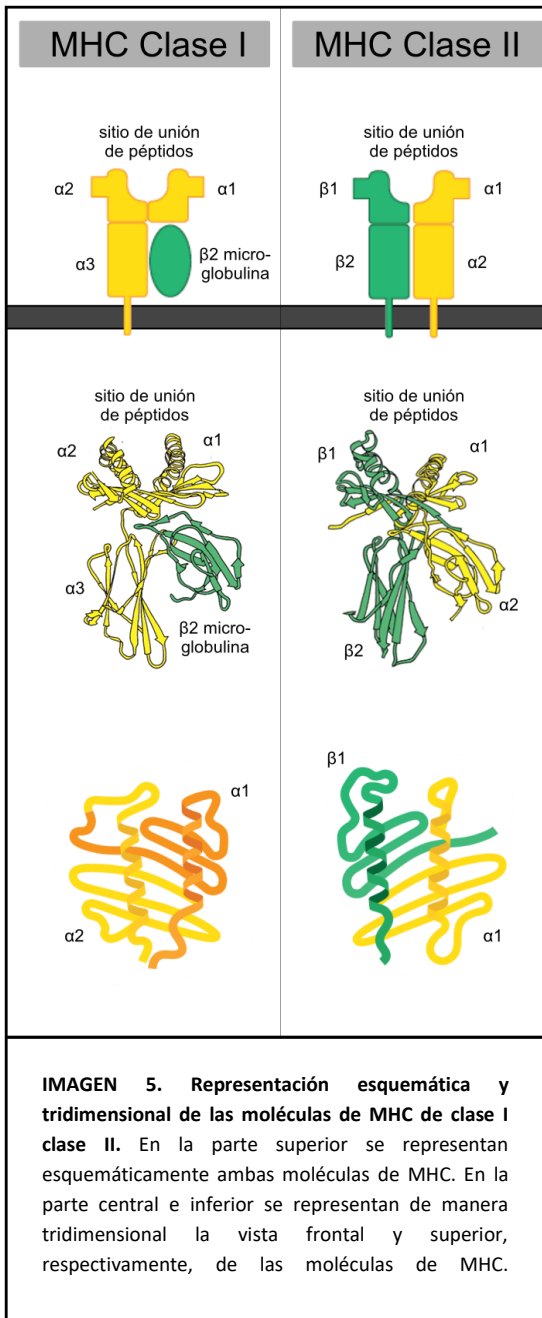 MHC Clase I
MHC Clase II
sitio de unión
de péptidos
α2
α1
α3
β2 micro-
globulina
sitio de unión
de péptidos
β1
α1
β2
α2
sitio de unión
de péptidos
α2
α1
α3
β2 micro-
globulina
sitio de unión
de péptidos
β1
α1
α2
β2
α1
α2
β1
α1
IMAGEN 5. Representación esquemática y
tridimensional de las moléculas de MHC de clase I
clase II. En la parte superior se representan
esquemáticamente ambas moléculas de MHC. En la
parte central e inferior se representan de manera
tridimensional la vista frontal y superior,
respectivamente, de las moléculas de MHC.